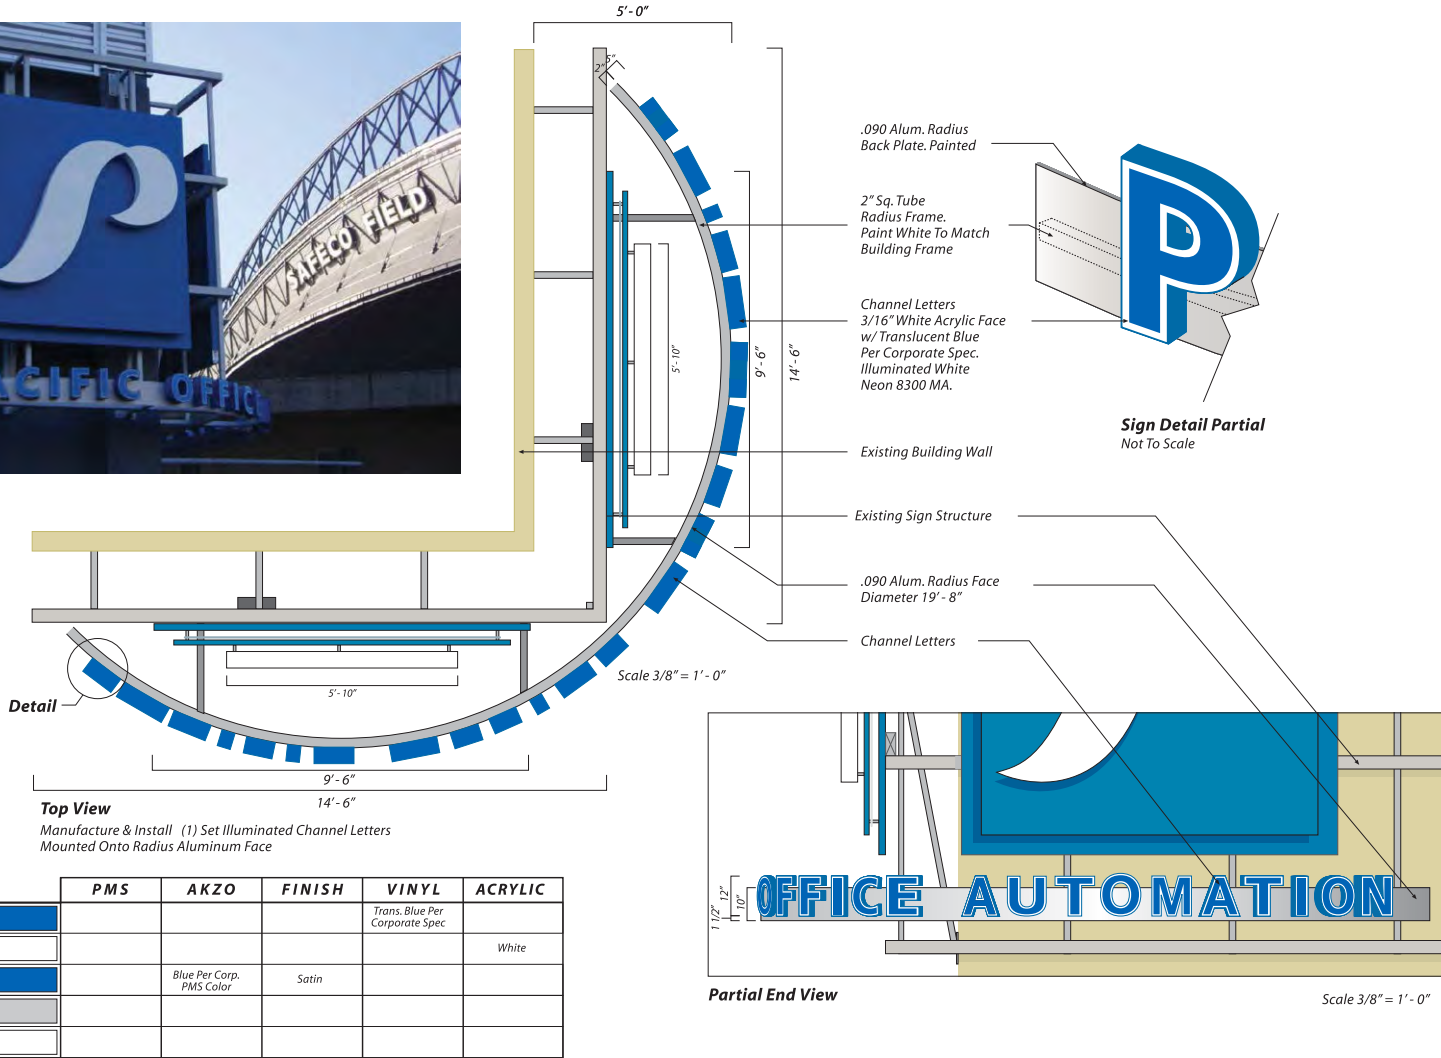 SAFECO FIELD
ACIFIC OFFIC
5' - 0"
5"
2"
5' - 10"
9' - 6"
14' - 6"
.090 Alum. Radius
Back Plate. Painted
2" Sq. Tube
Radius Frame.
Paint White To Match
Building Frame
Channel Letters
3/16" White Acrylic Face
w/ Translucent Blue
Per Corporate Spec.
Illuminated White
Neon 8300 MA.
P
Sign Detail Partial
Not To Scale
Existing Building Wall
Existing Sign Structure
.090 Alum. Radius Face
Diameter 19' - 8"
Channel Letters
Scale 3/8" = 1' - 0"
Detail
5' - 10"
9' - 6"
14' - 6"
Top View
Manufacture & Install (1) Set Illuminated Channel Letters
Mounted Onto Radius Aluminum Face
PMS AKZO FINISH VINYL ACRYLIC
Trans. Blue Per
Corporate Spec
White
Blue Per Corp.
PMS Color
Satin
12"
10"
1 1/2"
OFFICE AUTOMATION
Partial End View
Scale 3/8" = 1' - 0"